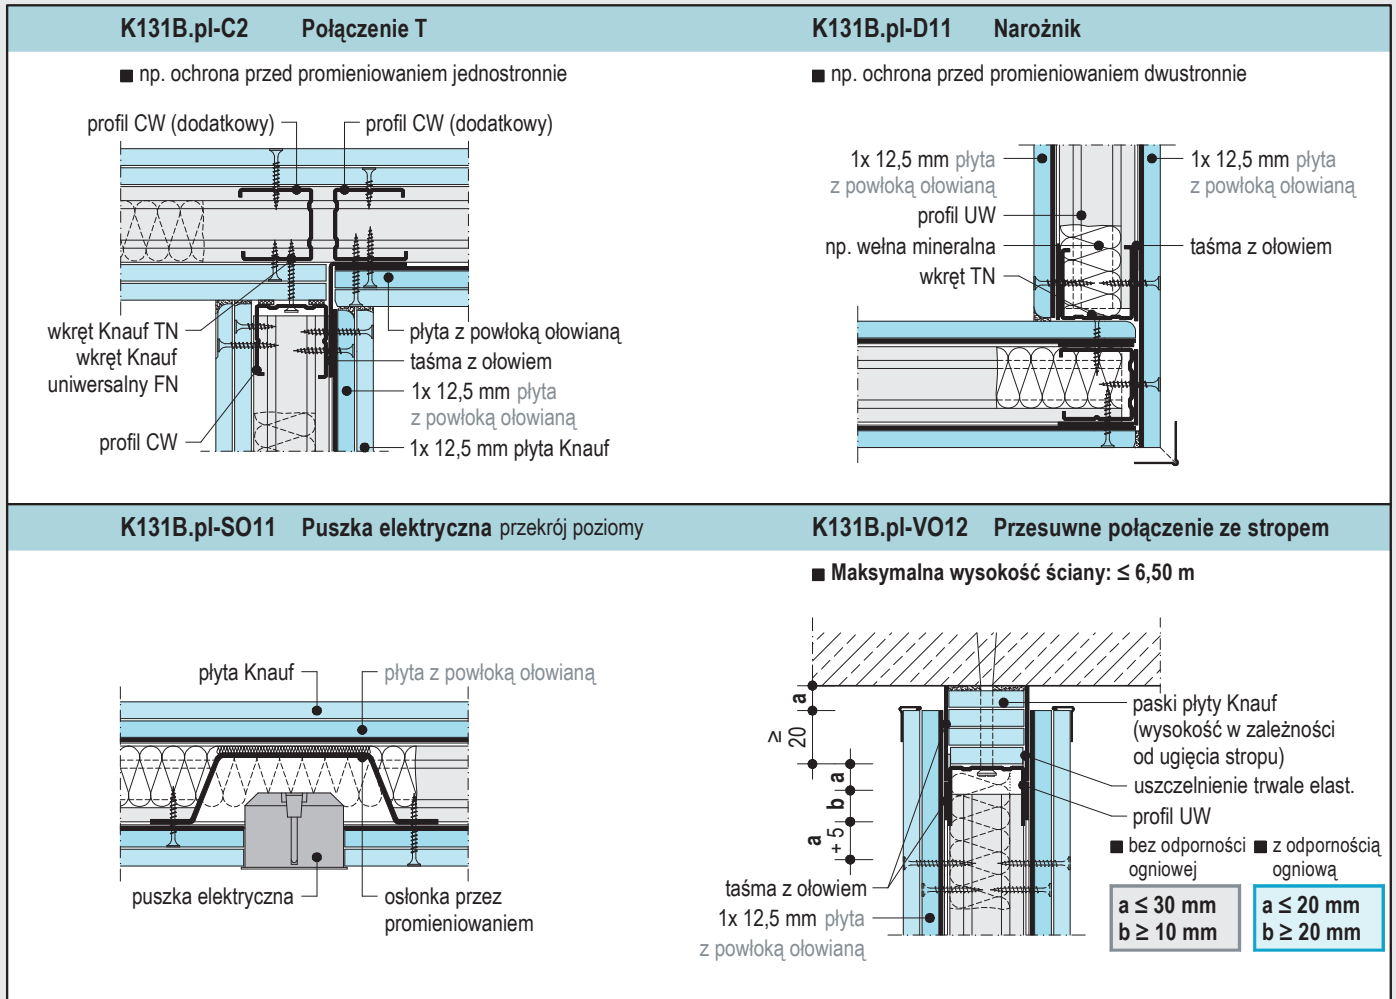 K131B.pl-C2 Połączenie T
■ np. ochrona przed promieniowaniem jednostronnie
profil CW (dodatkowy)
profil CW (dodatkowy)
wkręt Knauf TN
wkręt Knauf
uniwersalny FN
profil CW
płyta z powłoką ołowianą
taśma z ołowiem
1x 12,5 mm płyta
z powłoką ołowianą
1x 12,5 mm płyta Knauf
K131B.pl-D11 Narożnik
■ np. ochrona przed promieniowaniem dwustronnie
1x 12,5 mm płyta
z powłoką ołowianą
profil UW
np. wełna mineralna
wkręt TN
1x 12,5 mm płyta
z powłoką ołowianą
taśma z ołowiem
K131B.pl-SO11 Puszka elektryczna przekrój poziomy
płyta Knauf
płyta z powłoką ołowianą
puszka elektryczna
osłonka przez
promieniowaniem
K131B.pl-VO12 Przesuwne połączenie ze stropem
■ Maksymalna wysokość ściany: ≤ 6,50 m
a
≥
20
a
b
a
+ 5
taśma z ołowiem
1x 12,5 mm płyta
z powłoką ołowianą
paski płyty Knauf
(wysokość w zależności
od ugięcia stropu)
uszczelnienie trwale elast.
profil UW
■ bez odporności
ogniowej
a ≤ 30 mm
b ≥ 10 mm
■ z odpornością
ogniową
a ≤ 20 mm
b ≥ 20 mm